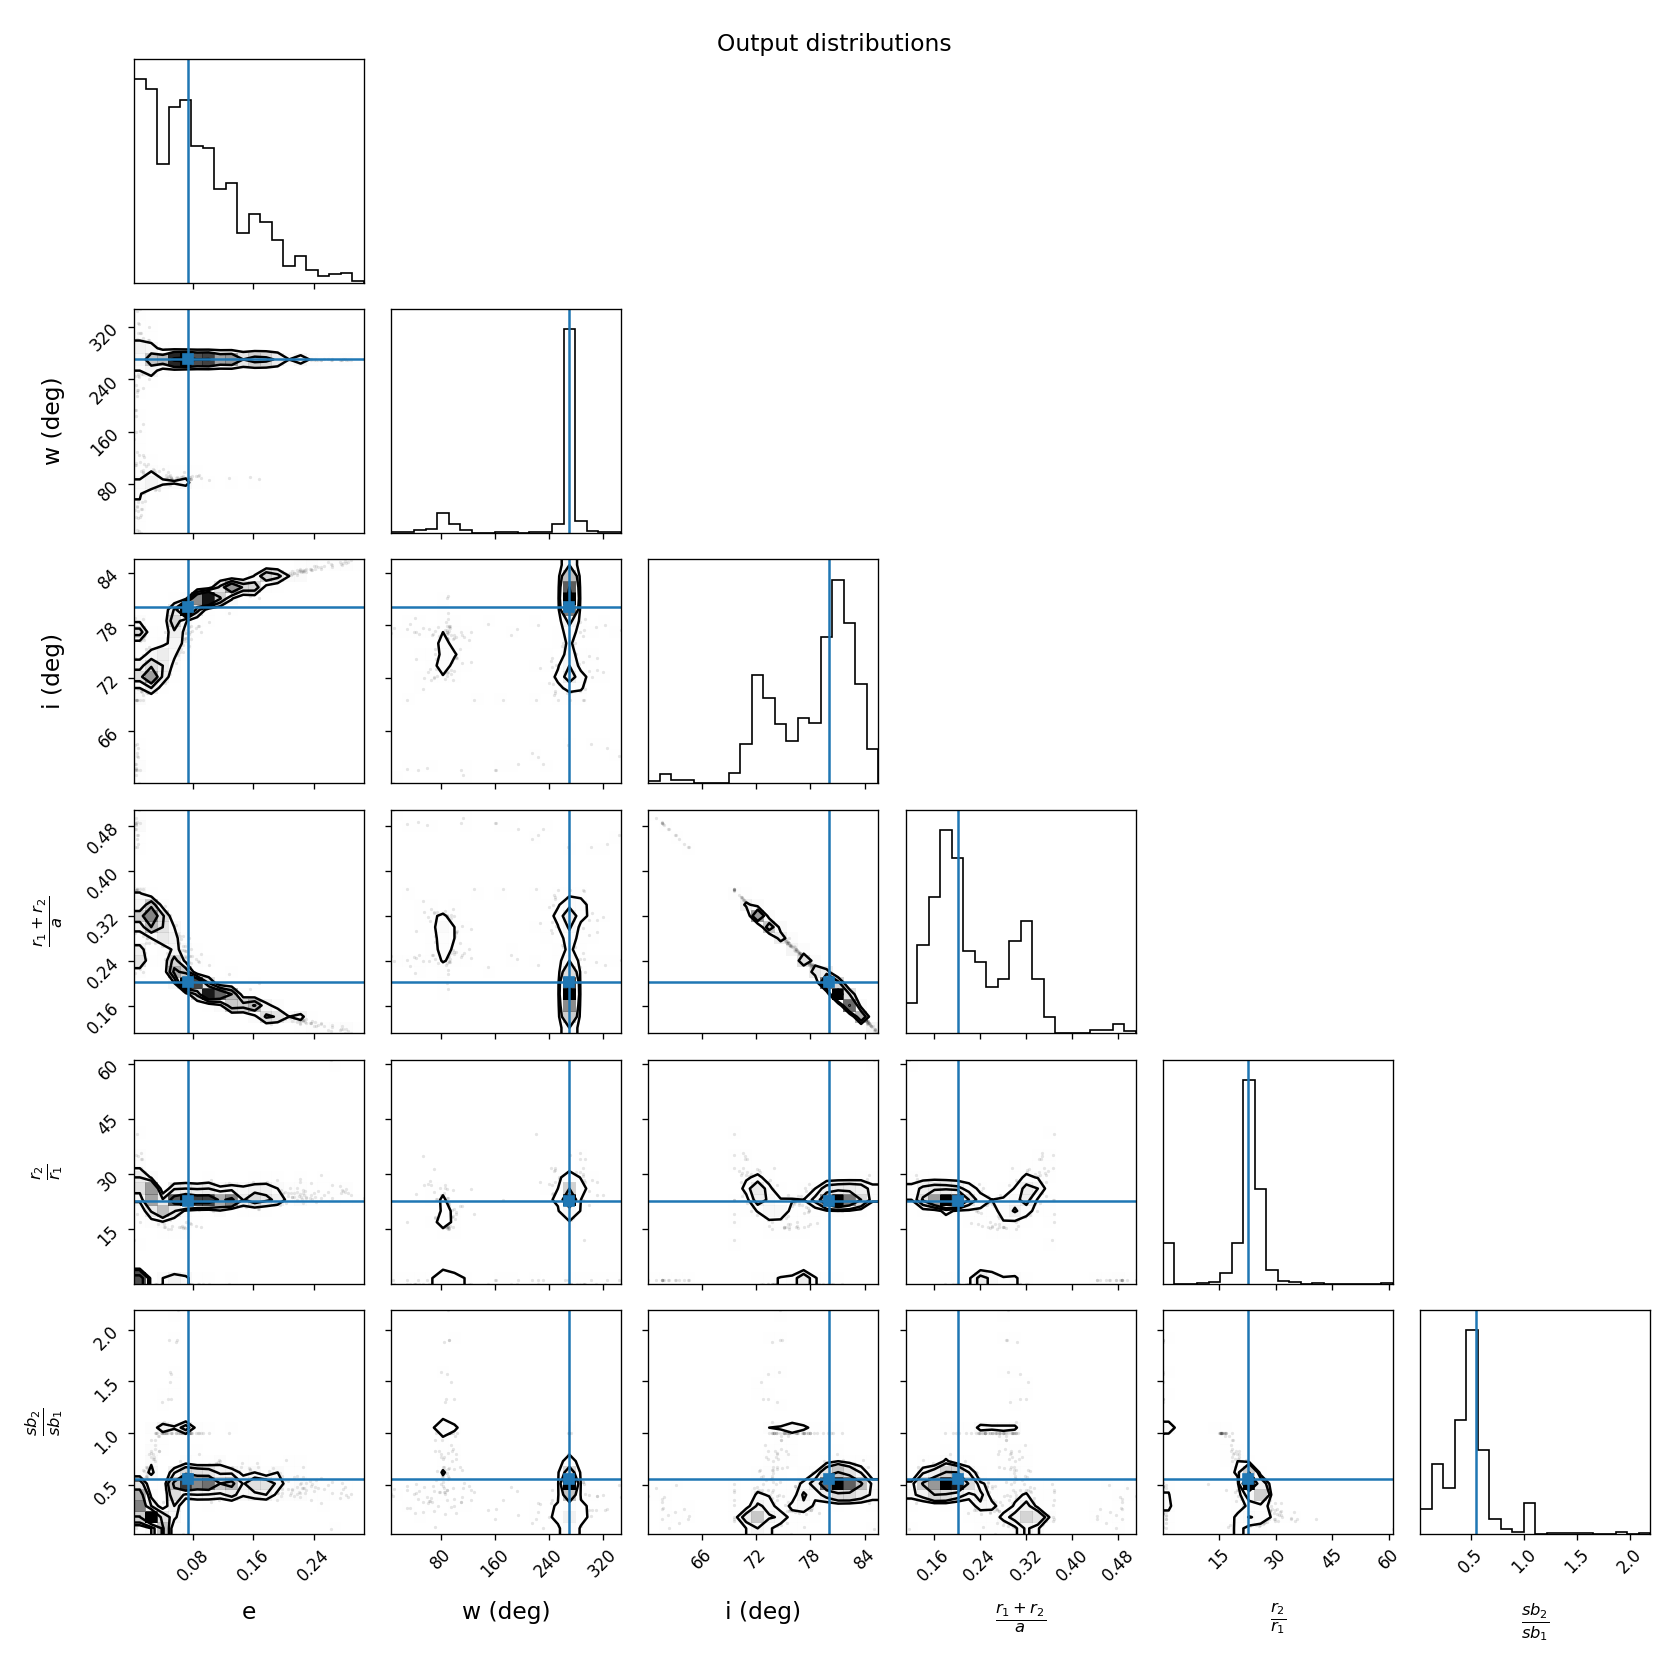 Output distributions
320
240
160
80
w (deg)
84
78
72
66
i (deg)
0.48
0.40
0.32
0.24
0.16
r₁ + r₂
a
60
45
30
15
r₂
r₁
2.0
1.5
1.0
0.5
sb₂
sb₁
0.08 0.16 0.24
80 160 240 320
66 72 78 84
0.16 0.24 0.32 0.40 0.48
15 30 45 60
0.5 1.0 1.5 2.0
e
w (deg)
i (deg)
r₁ + r₂
a
r₂
r₁
sb₂
sb₁